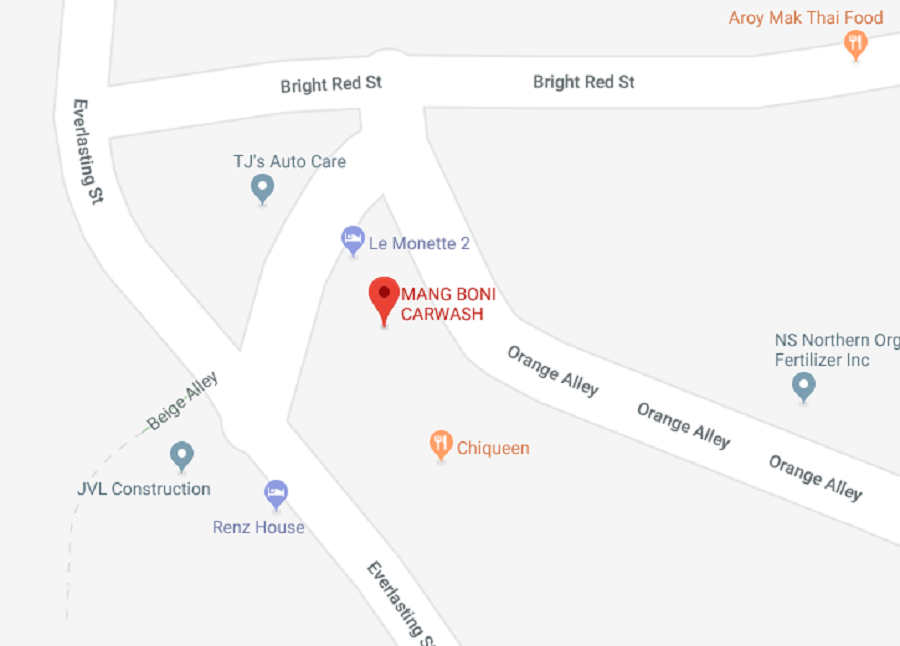 Aroy Mak Thai Food
Bright Red St
Bright Red St
Everlasting St
TJ's Auto Care
Le Monette 2
MANG BONI
CARWASH
NS Northern Org
Fertilizer Inc
Orange Alley
Orange Alley
Orange Alley
Beige Alley
Chiqueen
JVL Construction
Renz House
Everlasting S